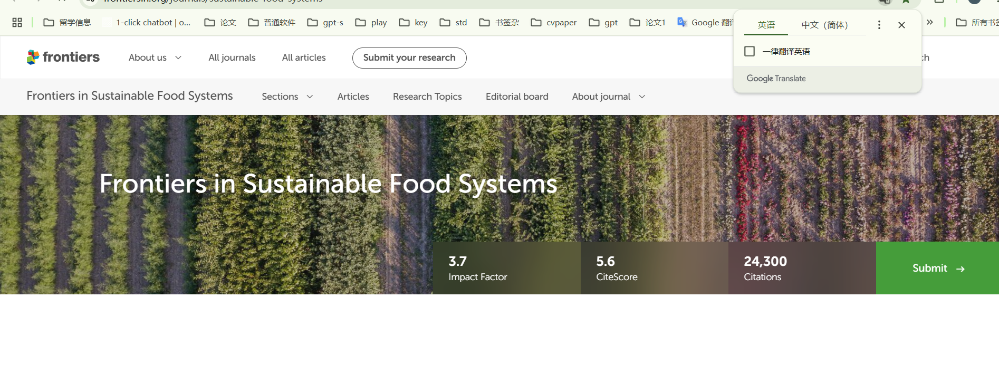 frontiersin.org/journals/sustainable-food-systems
留学信息
1-click chatbot | o...
论文
普通软件
gpt-s
play
key
std
书签杂
cvpaper
gpt
论文1
Google 翻译
所有书签
英语
中文（简体）
一律翻译英语
Google Translate
frontiers
About us
All journals
All articles
Submit your research
ch
Frontiers in Sustainable Food Systems
Sections
Articles
Research Topics
Editorial board
About journal
Frontiers in Sustainable Food Systems
3.7
Impact Factor
5.6
CiteScore
24,300
Citations
Submit →